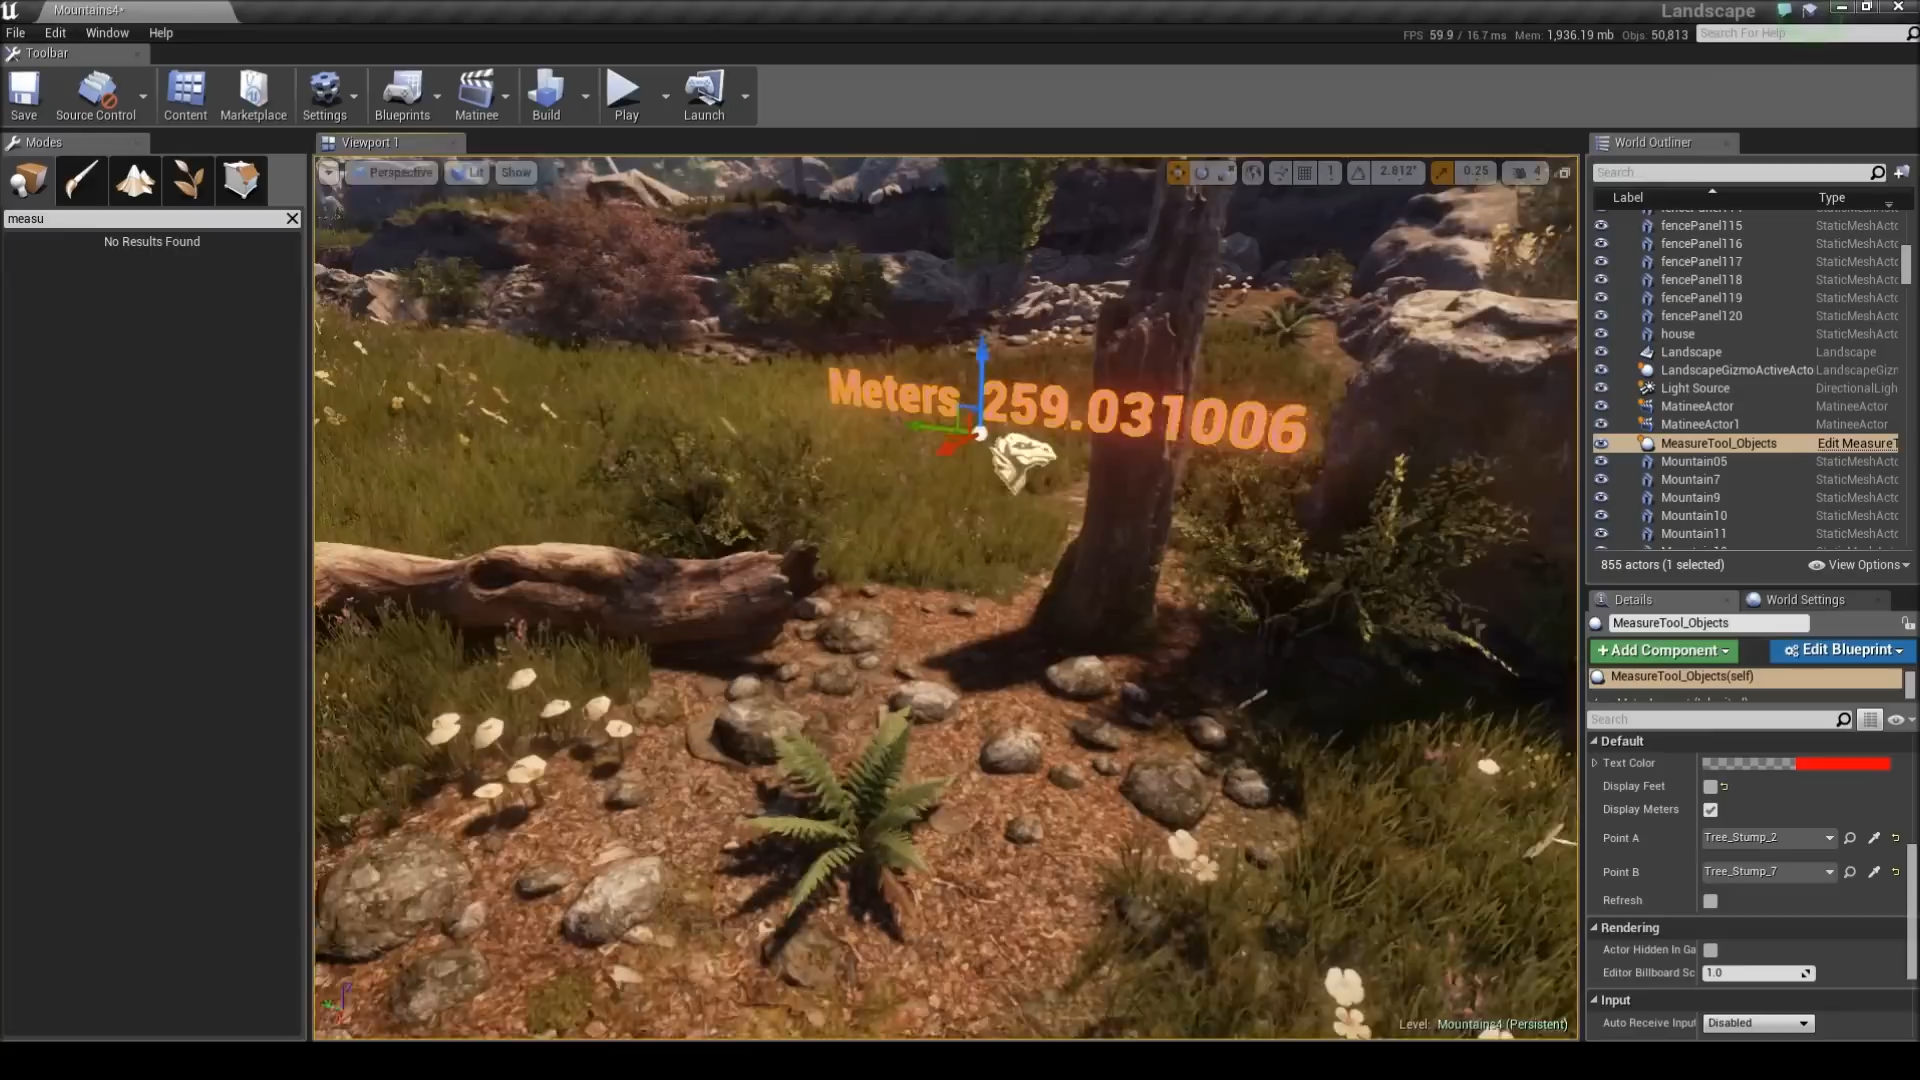 Mountains4*
Landscape
File Edit Window Help
FPS 59.9 / 16.7 ms Mem: 1,936.19 mb Objs: 50,813
Search For Help
Toolbar
Save
Source Control
Content
Marketplace
Settings
Blueprints
Matinee
Build
Play
Launch
Modes
measu
No Results Found
Viewport 1
Perspective
Lit
Show
1
2.812°
0.25
4
Meters 259.031006
Level: Mountains4 (Persistent)
World Outliner
Search...
Label Type
fencePanel115 StaticMeshActo
fencePanel116 StaticMeshActo
fencePanel117 StaticMeshActo
fencePanel118 StaticMeshActo
fencePanel119 StaticMeshActo
fencePanel120 StaticMeshActo
house StaticMeshActo
Landscape Landscape
LandscapeGizmoActiveActo LandscapeGizn
Light Source DirectionalLigh
MatineeActor MatineeActor
MatineeActor1 MatineeActor
MeasureTool_Objects Edit MeasureT
Mountain05 StaticMeshActo
Mountain7 StaticMeshActo
Mountain9 StaticMeshActo
Mountain10 StaticMeshActo
Mountain11 StaticMeshActo
855 actors (1 selected)
View Options
Details
World Settings
MeasureTool_Objects
+Add Component
Edit Blueprint
MeasureTool_Objects(self)
Search
Default
Text Color
Display Feet
Display Meters
Point A Tree_Stump_2
Point B Tree_Stump_7
Refresh
Rendering
Actor Hidden In Ga
Editor Billboard Sc 1.0
Input
Auto Receive Input Disabled